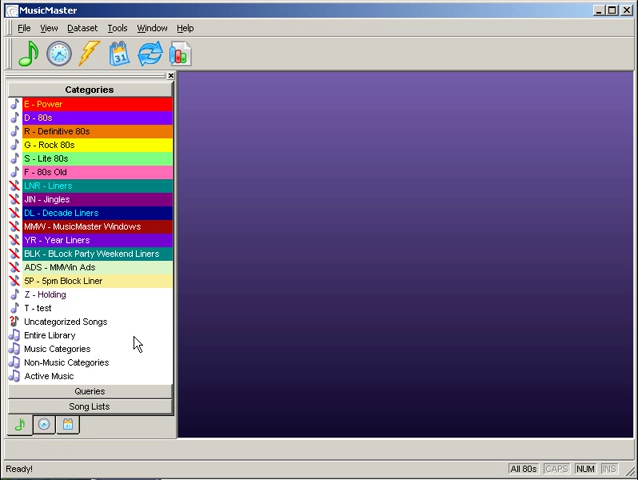 MusicMaster
File View Dataset Tools Window Help
31
Categories
E - Power
D - 80s
R - Definitive 80s
G - Rock 80s
S - Lite 80s
F - 80s Old
LNR - Liners
JIN - Jingles
DL - Decade Liners
MMW - MusicMaster Windows
YR - Year Liners
BLK - BLock Party Weekend Liners
ADS - MMWin Ads
5P - 5pm Block Liner
Z - Holding
T - test
Uncategorized Songs
Entire Library
Music Categories
Non-Music Categories
Active Music
Queries
Song Lists
Ready! All 80s CAPS NUM INS